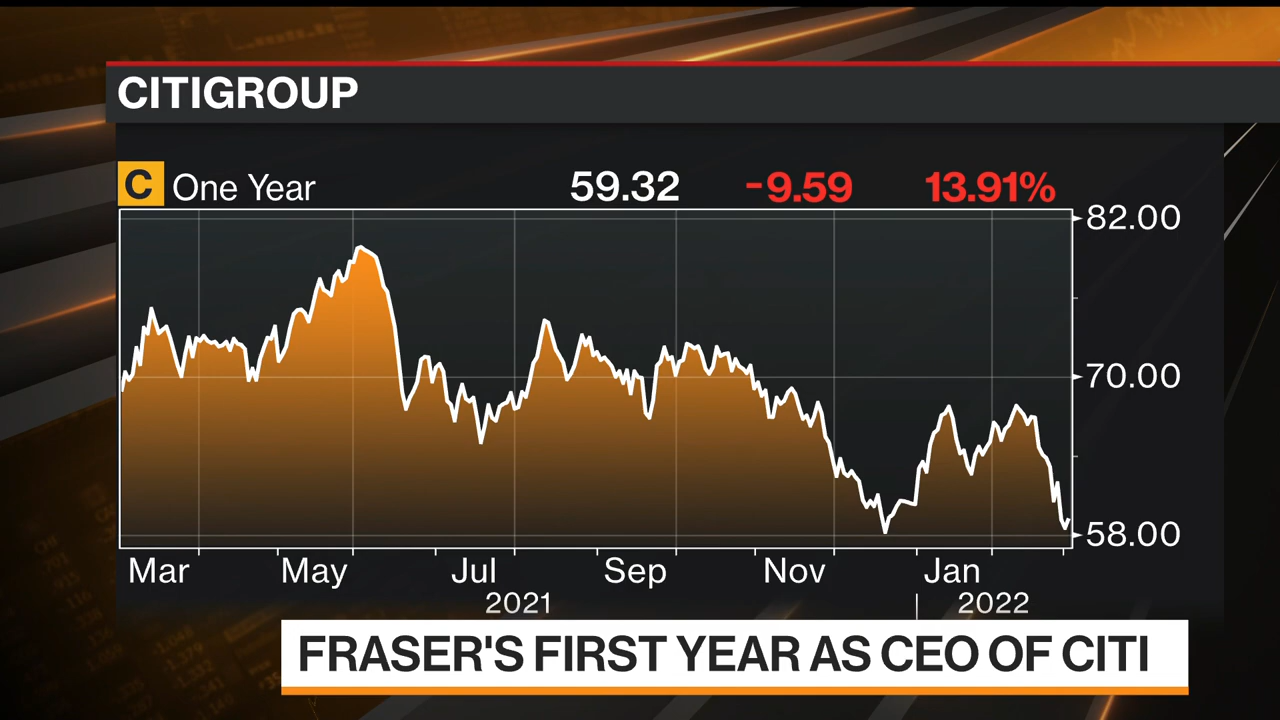 CITIGROUP
C One Year 59.32 -9.59 13.91%
82.00
70.00
58.00
Mar May Jul Sep Nov Jan
2021 2022
FRASER'S FIRST YEAR AS CEO OF CITI